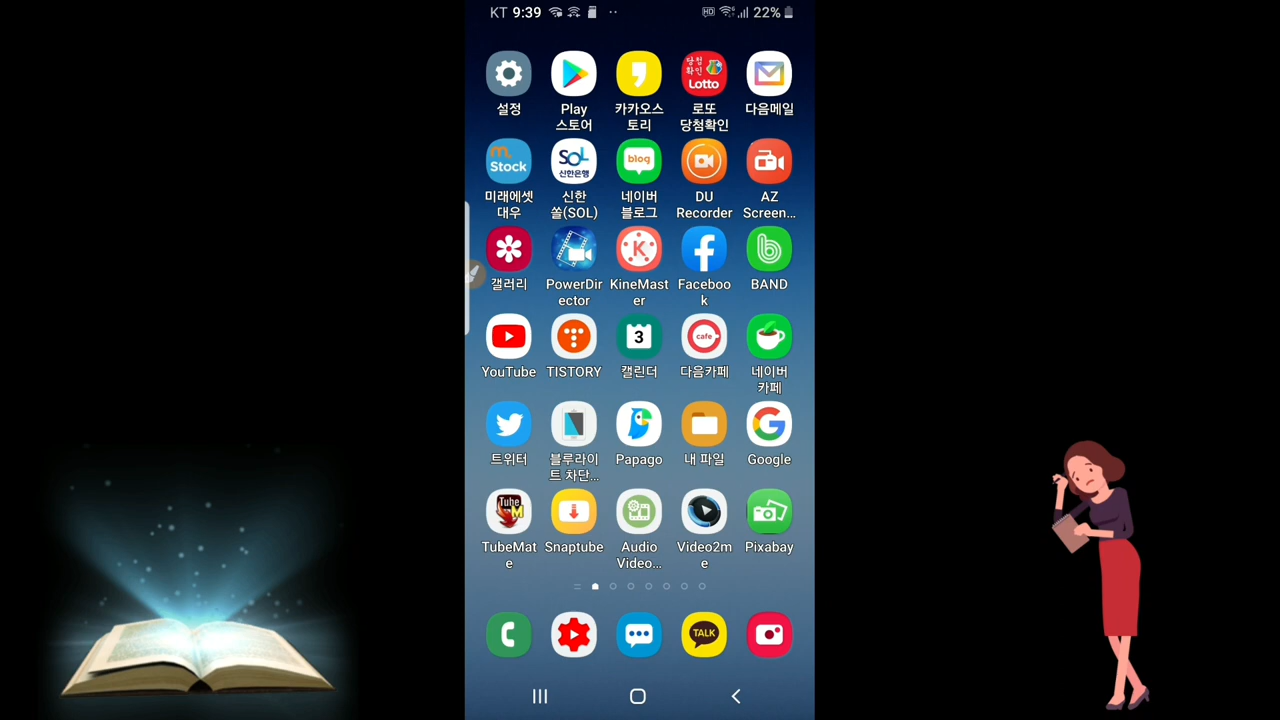 KT 9:39
HD 22%
당첨
확인
Lotto
설정
Play
스토어
카카오스
토리
로또
당첨확인
다음메일
m.
Stock
SOL
신한은행
blog
미래에셋
대우
신한
쏠(SOL)
네이버
블로그
DU
Recorder
AZ
Screen...
K
갤러리
PowerDir
ector
KineMast
er
Faceboo
k
BAND
3
cafe
YouTube
TISTORY
캘린더
다음카페
네이버
카페
트위터
블루라이
트 차단...
Papago
내 파일
Google
Tube
M
TubeMat
e
Snaptube
Audio
Video...
Video2m
e
Pixabay
TALK